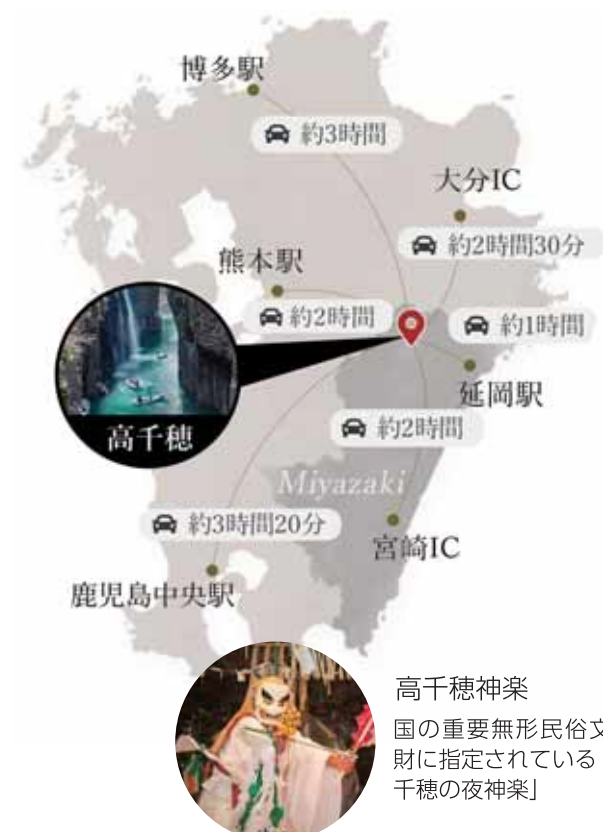 博多駅
約3時間
大分IC
約2時間30分
熊本駅
約2時間
約1時間
延岡駅
高千穂
約2時間
Miyazaki
約3時間20分
宮崎IC
鹿児島中央駅
高千穂神楽
国の重要無形民俗文
財に指定されている
千穂の夜神楽」